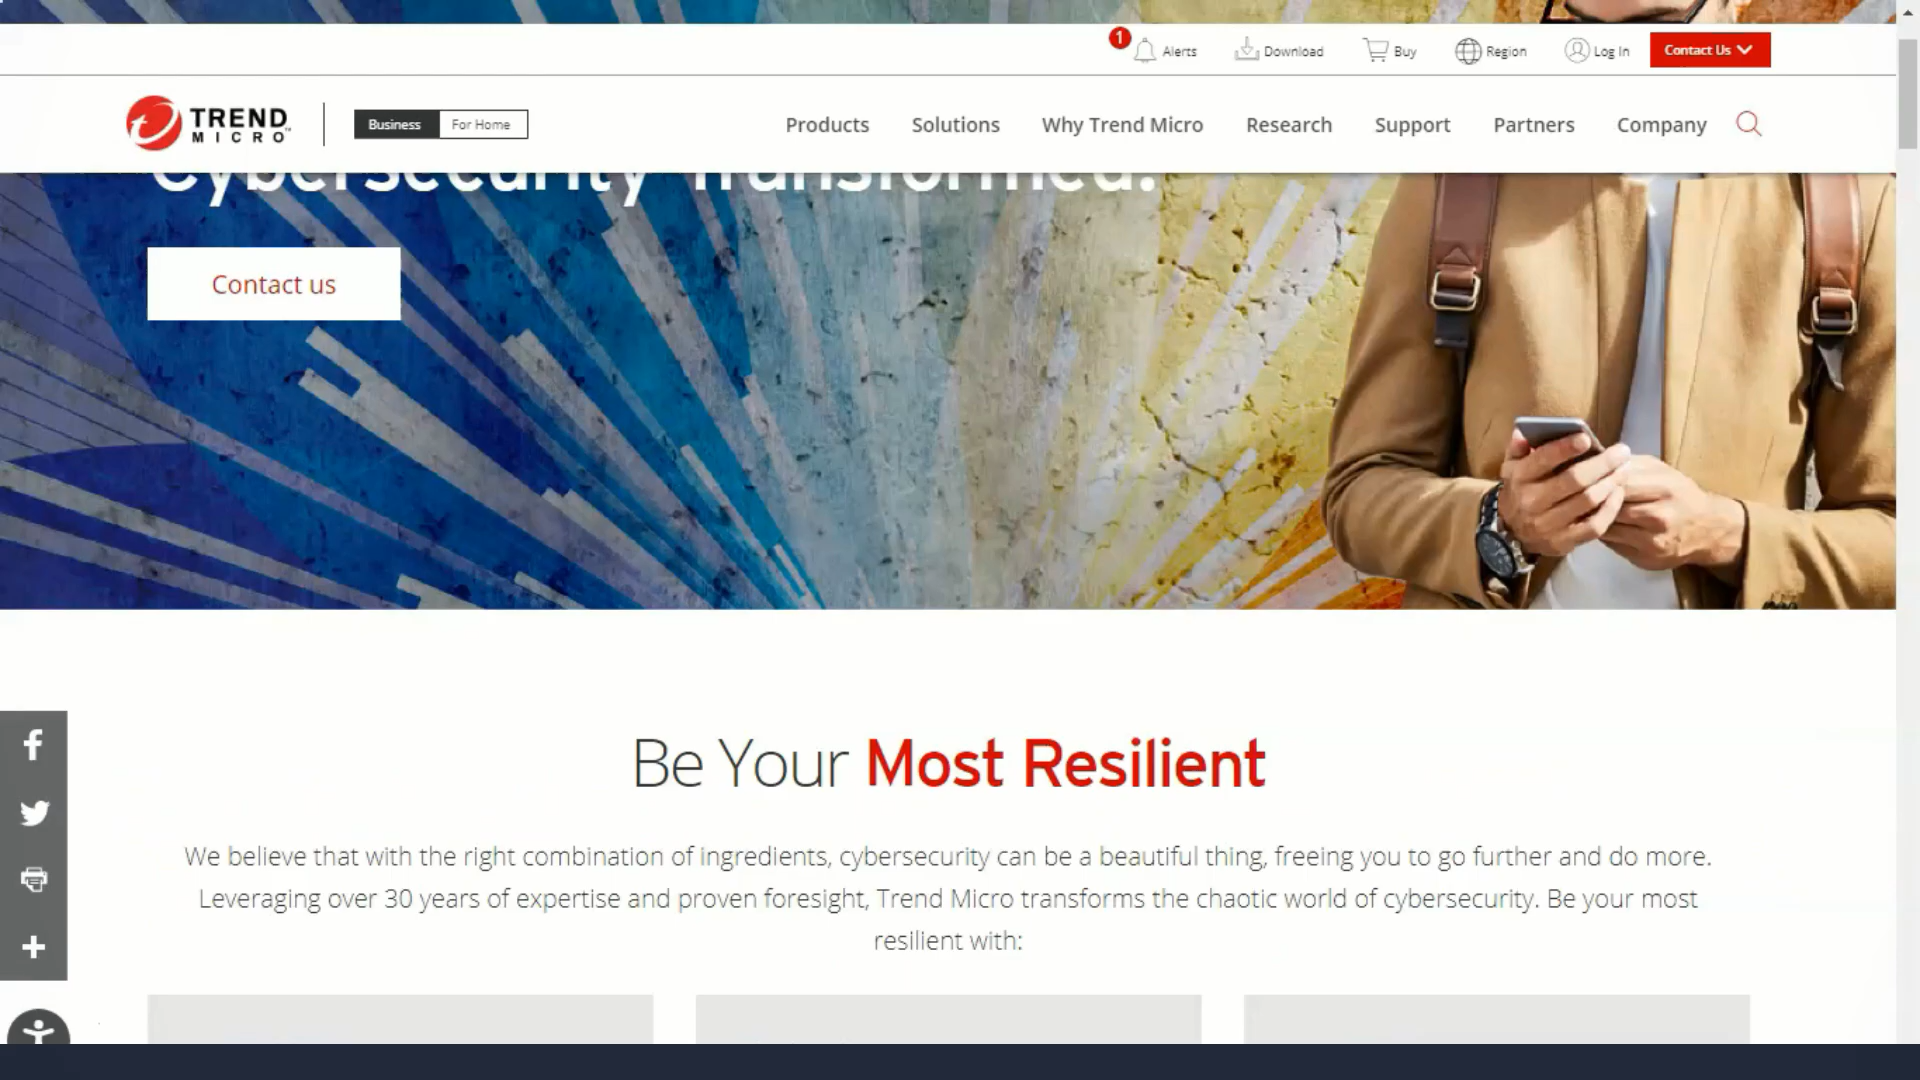 1
Alerts
Download
Buy
Region
Log In
Contact Us
TREND
MICRO
Business
For Home
Products
Solutions
Why Trend Micro
Research
Support
Partners
Company
Cybersecurity Transformed.
Contact us
Be Your Most Resilient
We believe that with the right combination of ingredients, cybersecurity can be a beautiful thing, freeing you to go further and do more.
Leveraging over 30 years of expertise and proven foresight, Trend Micro transforms the chaotic world of cybersecurity. Be your most
resilient with: